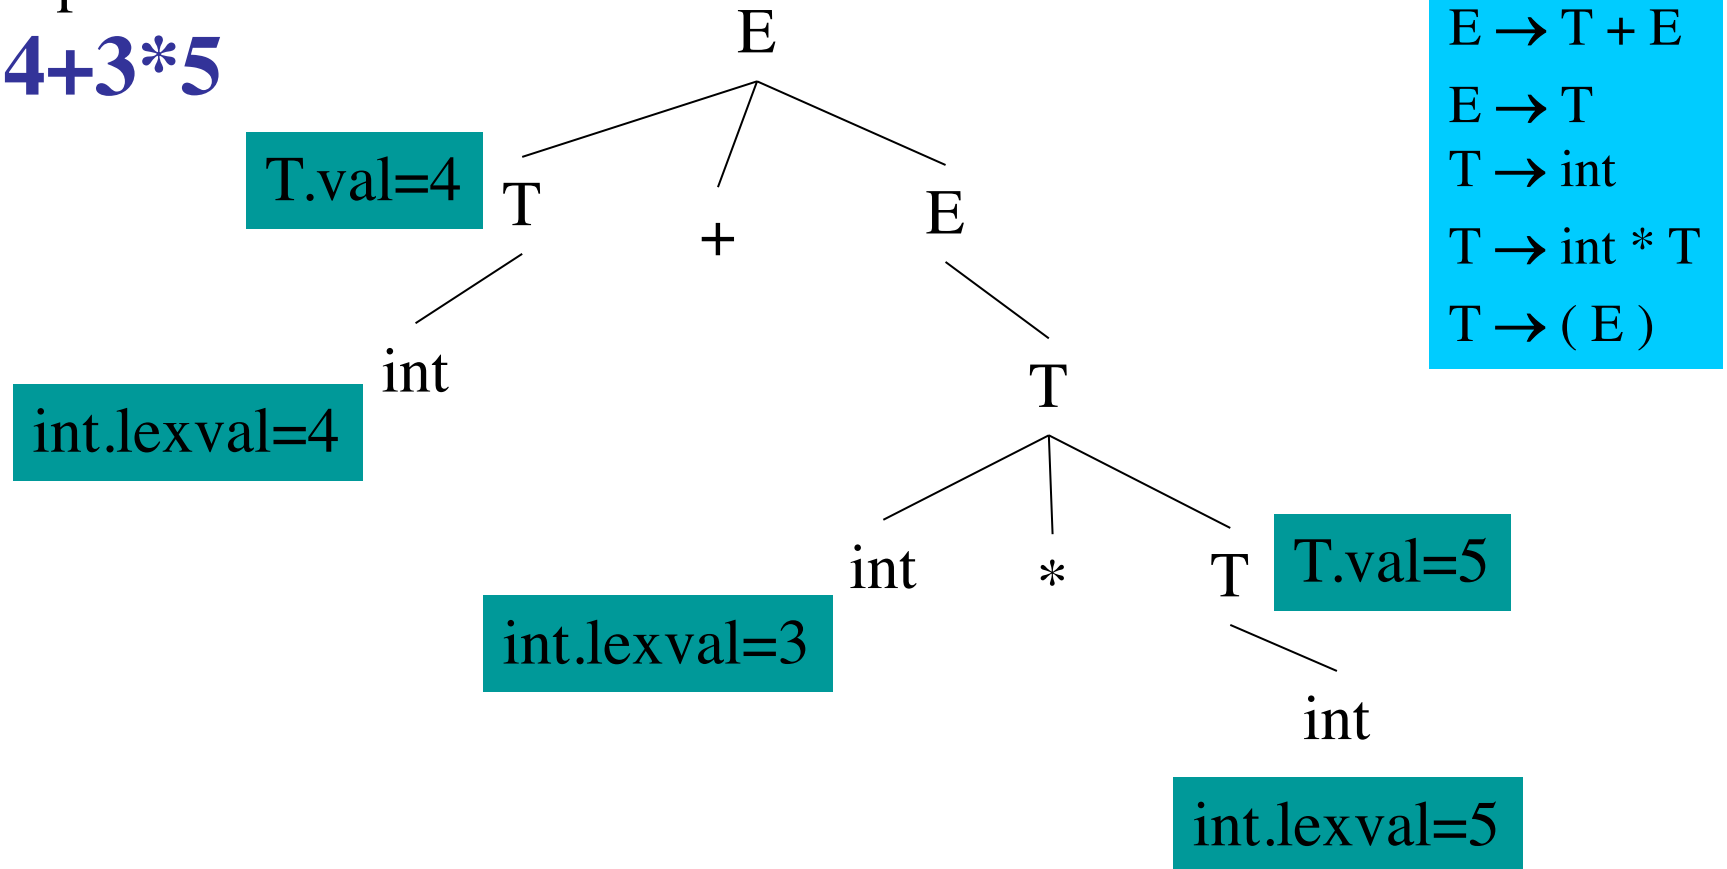 4+3*5
E
T.val=4
T
+
E
int
int.lexval=4
T
int
*
T
T.val=5
int.lexval=3
int
int.lexval=5
E → T + E
E → T
T → int
T → int * T
T → ( E )